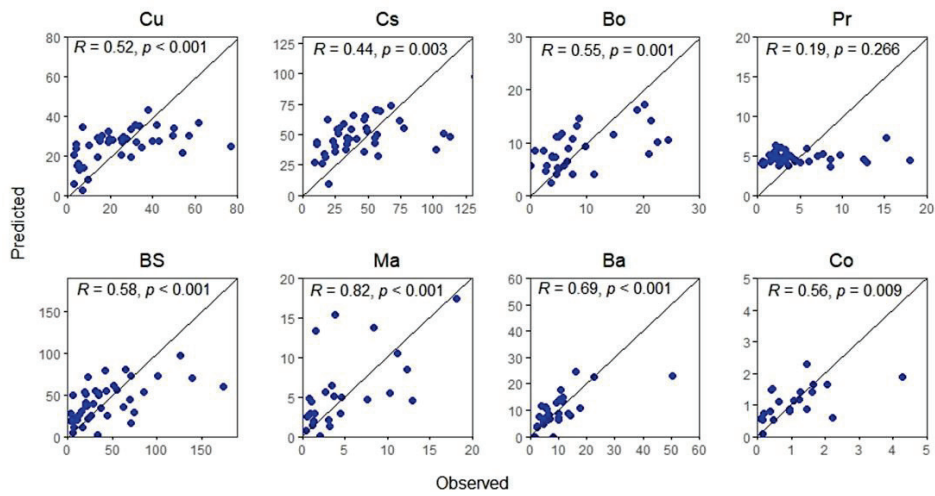 Cu Cs Bo Pr
R = 0.52, p < 0.001 R = 0.44, p = 0.003 R = 0.55, p = 0.001 R = 0.19, p = 0.266
80 125 30 20
60 100 20 15
40 75 10 10
20 50 0 5
0 25 0
0
0 20 40 60 80 0 25 50 75 100 125 0 10 20 30 0 5 10 15 20
Predicted
BS Ma Ba Co
R = 0.58, p < 0.001 R = 0.82, p < 0.001 R = 0.69, p < 0.001 R = 0.56, p = 0.009
150 20 60 5
100 15 50 4
50 10 40 3
0 5 30 2
0 20 1
10 0
0
0 50 100 150 0 5 10 15 20 0 10 20 30 40 50 60 0 1 2 3 4 5
Observed